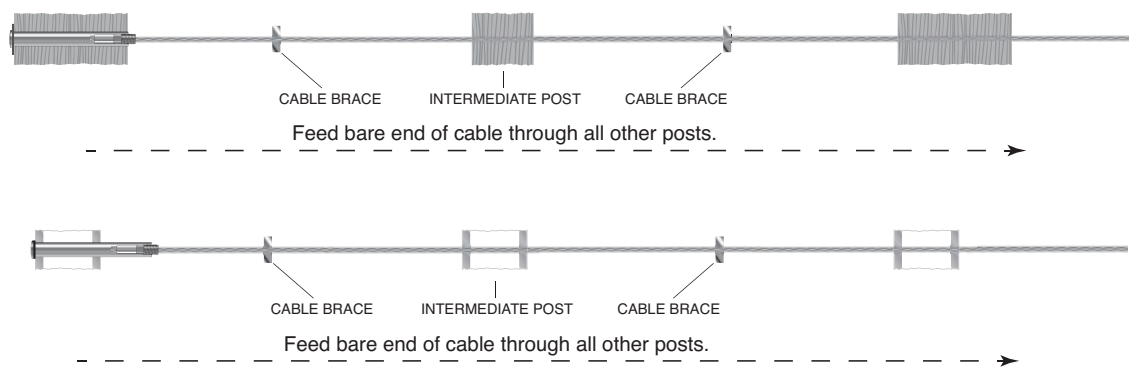 CABLE BRACE INTERMEDIATE POST CABLE BRACE
Feed bare end of cable through all other posts.
CABLE BRACE INTERMEDIATE POST CABLE BRACE
Feed bare end of cable through all other posts.